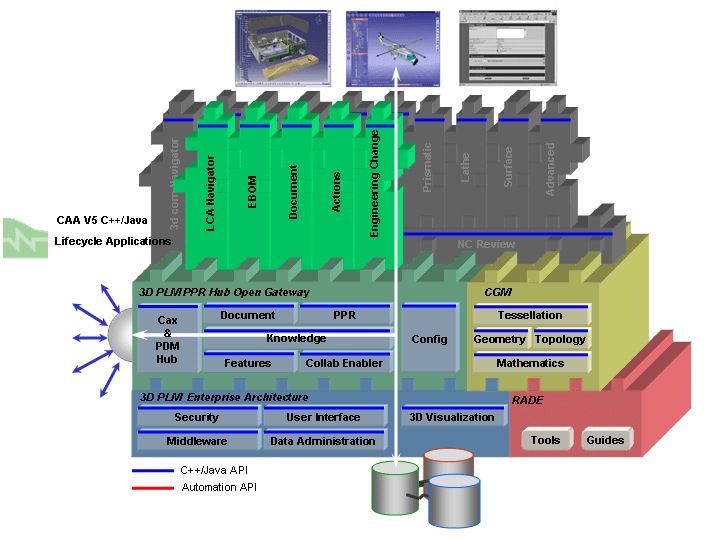 3d com Navigator
LCA Navigator
EBOM
Document
Actions
Engineering Change
Prismatic
Lathe
Surface
Advanced
CAA V5 C++/Java
Lifecycle Applications
NC Review
3D PLM PPR Hub Open Gateway
CGM
Cax
&
PDM
Hub
Document
PPR
Knowledge
Features
Collab Enabler
Config
Tessellation
Geometry
Topology
Mathematics
3D PLM Enterprise Architecture
RADE
Security
User Interface
3D Visualization
Middleware
Data Administration
Tools
Guides
C++/Java API
Automation API